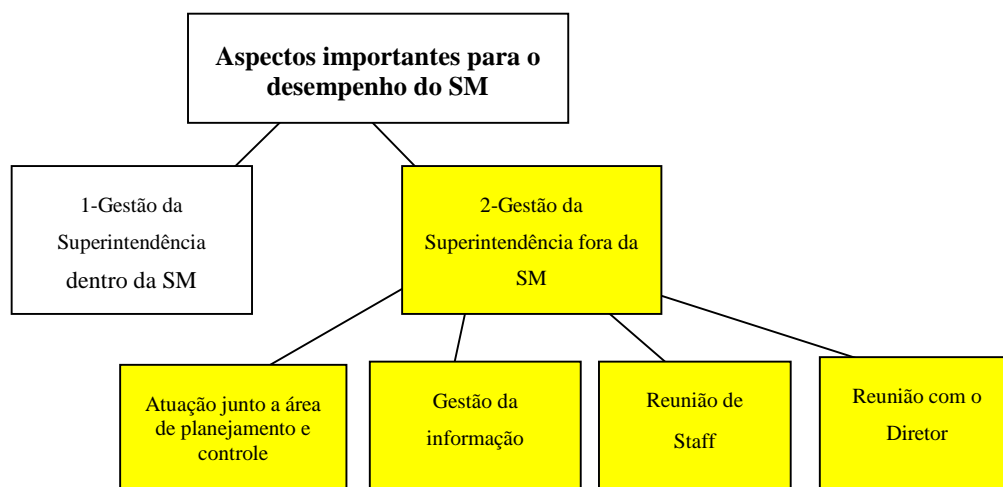 Aspectos importantes para o
desempenho do SM
1-Gestão da
Superintendência
dentro da SM
2-Gestão da
Superintendência fora da
SM
Atuação junto a área
de planejamento e
controle
Gestão da
informação
Reunião de
Staff
Reunião com o
Diretor